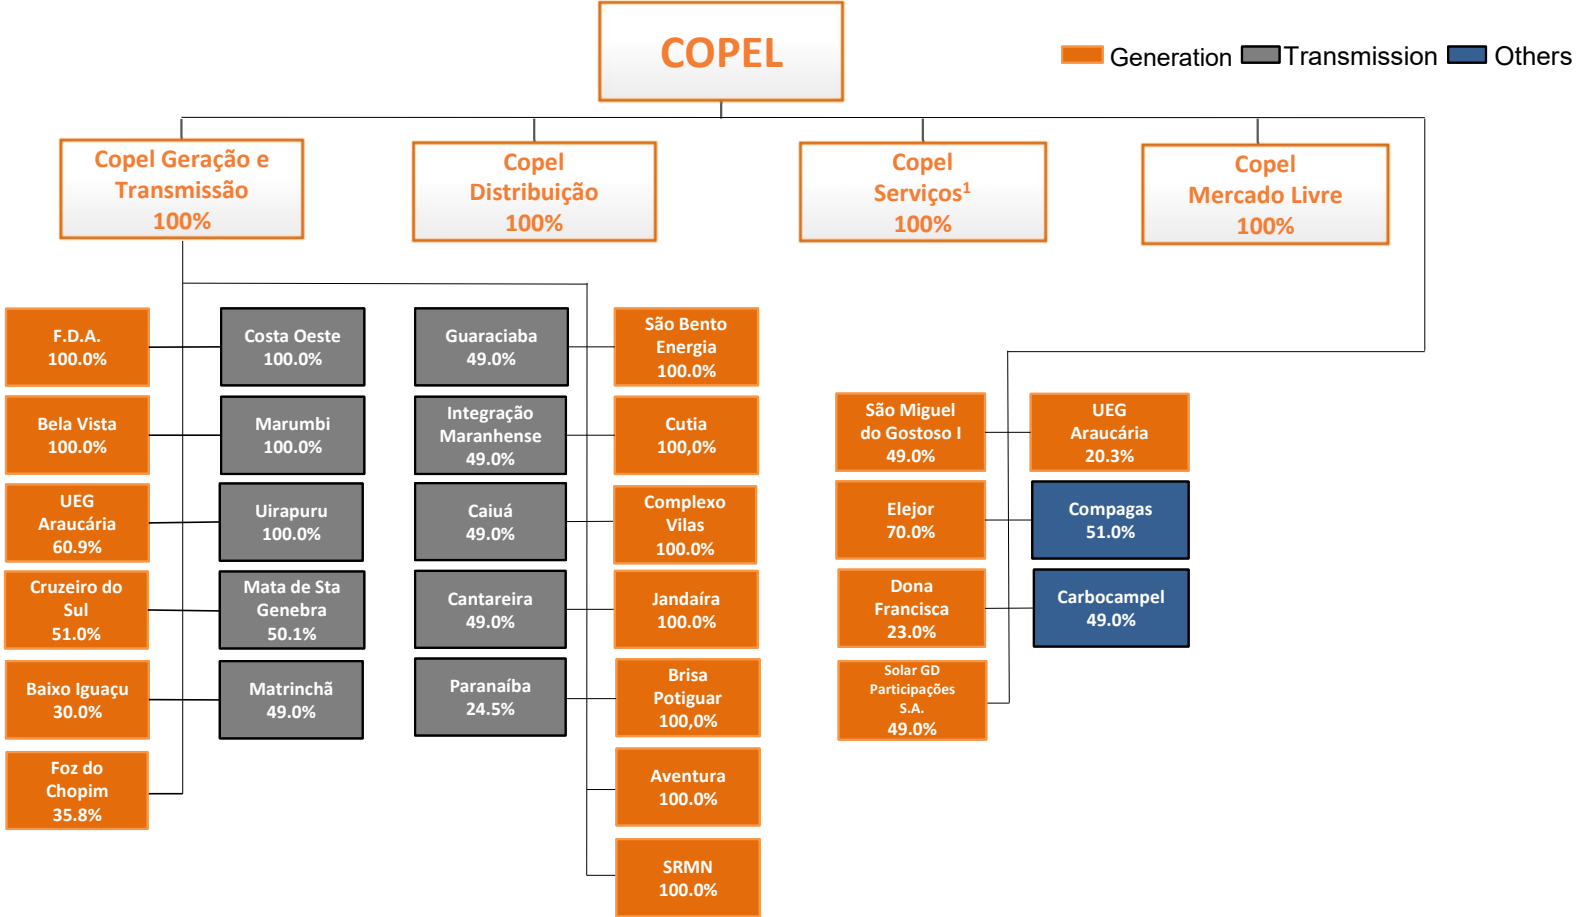 COPEL
Generation
Transmission
Others
Copel Geração e
Transmissão
100%
Copel
Distribuição
100%
Copel
Serviços¹
100%
Copel
Mercado Livre
100%
F.D.A.
100.0%
Costa Oeste
100.0%
Guaraciaba
49.0%
São Bento
Energia
100.0%
Bela Vista
100.0%
Marumbi
100.0%
Integração
Maranhense
49.0%
Cutia
100,0%
UEG
Araucária
60.9%
Uirapuru
100.0%
Caiuá
49.0%
Complexo
Vilas
100.0%
Cruzeiro do
Sul
51.0%
Mata de Sta
Genebra
50.1%
Cantareira
49.0%
Jandaíra
100.0%
Baixo Iguaçu
30.0%
Matrinchã
49.0%
Paranaíba
24.5%
Brisa
Potiguar
100,0%
Foz do
Chopim
35.8%
Aventura
100.0%
SRMN
100.0%
São Miguel
do Gostoso I
49.0%
UEG
Araucária
20.3%
Elejor
70.0%
Compagas
51.0%
Dona
Francisca
23.0%
Carbocampel
49.0%
Solar GD
Participações
S.A.
49.0%